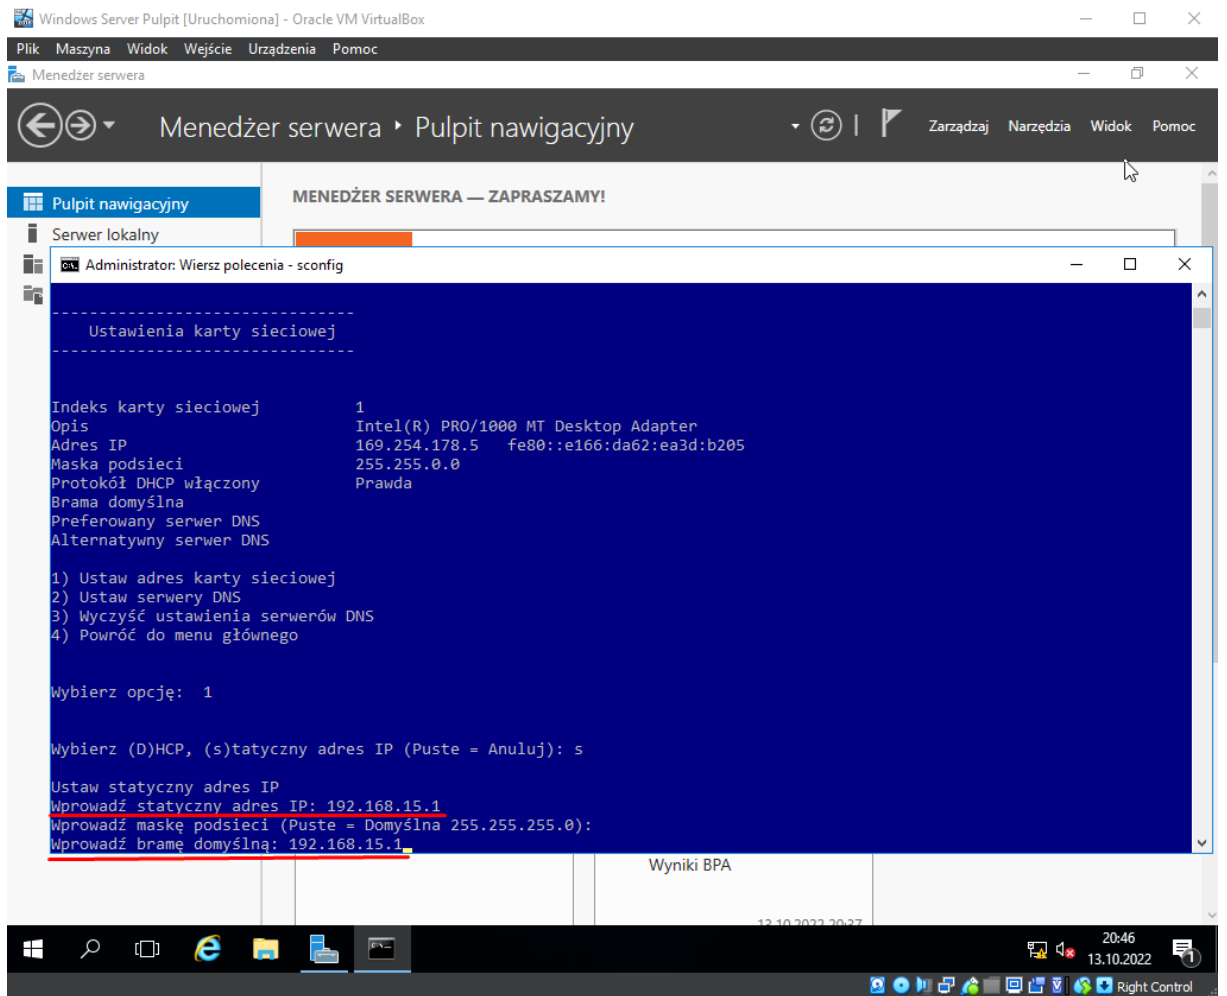 Windows Server Pulpit [Uruchomiona] - Oracle VM VirtualBox
Plik Maszyna Widok Wejście Urządzenia Pomoc
Menedżer serwera
Menedżer serwera ‣ Pulpit nawigacyjny
Zarządzaj Narzędzia Widok Pomoc
Pulpit nawigacyjny
MENEDŻER SERWERA — ZAPRASZAMY!
Serwer lokalny
Administrator: Wiersz polecenia - sconfig
--------------------------------
Ustawienia karty sieciowej
--------------------------------
Indeks karty sieciowej 1
Opis Intel(R) PRO/1000 MT Desktop Adapter
Adres IP 169.254.178.5 fe80::e166:da62:ea3d:b205
Maska podsieci 255.255.0.0
Protokół DHCP włączony Prawda
Brama domyślna
Preferowany serwer DNS
Alternatywny serwer DNS
1) Ustaw adres karty sieciowej
2) Ustaw serwery DNS
3) Wyczyść ustawienia serwerów DNS
4) Powróć do menu głównego
Wybierz opcję: 1
Wybierz (D)HCP, (s)tatyczny adres IP (Puste = Anuluj): s
Ustaw statyczny adres IP
Wprowadź statyczny adres IP: 192.168.15.1
Wprowadź maskę podsieci (Puste = Domyślna 255.255.255.0):
Wprowadź bramę domyślną: 192.168.15.1_
Wyniki BPA
13.10.2022 20:37
20:46
13.10.2022
Right Control